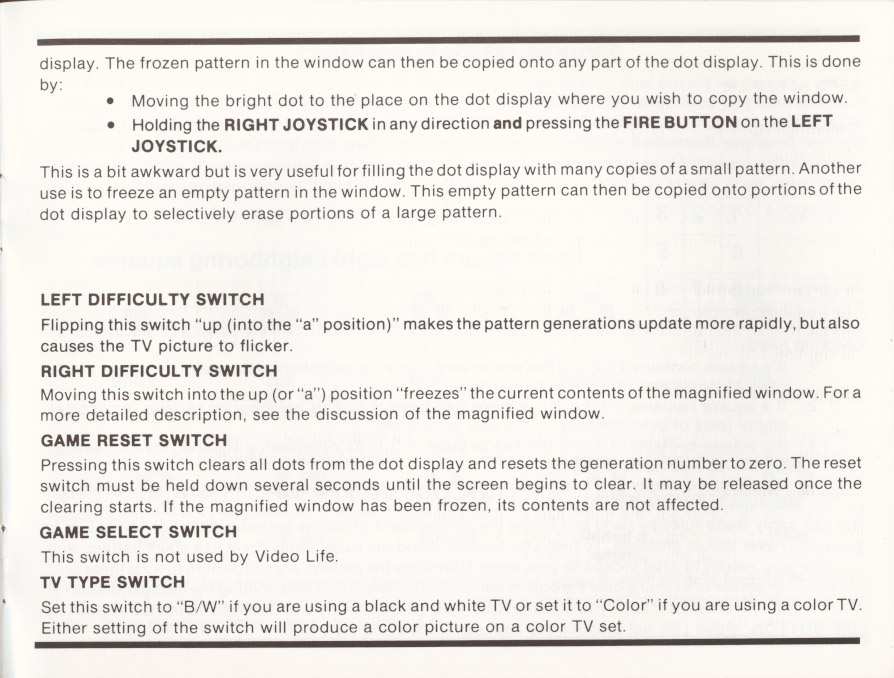 display. The frozen pattern in the window can then be copied onto any part of the dot display. This is done
by:
• Moving the bright dot to the place on the dot display where you wish to copy the window.
• Holding the RIGHT JOYSTICK in any direction and pressing the FIRE BUTTON on the LEFT
JOYSTICK.
This is a bit awkward but is very useful for filling the dot display with many copies of a small pattern. Another
use is to freeze an empty pattern in the window. This empty pattern can then be copied onto portions of the
dot display to selectively erase portions of a large pattern.
LEFT DIFFICULTY SWITCH
Flipping this switch “up (into the “a” position)” makes the pattern generations update more rapidly, but also
causes the TV picture to flicker.
RIGHT DIFFICULTY SWITCH
Moving this switch into the up (or “a”) position “freezes” the current contents of the magnified window. For a
more detailed description, see the discussion of the magnified window.
GAME RESET SWITCH
Pressing this switch clears all dots from the dot display and resets the generation number to zero. The reset
switch must be held down several seconds until the screen begins to clear. It may be released once the
clearing starts. If the magnified window has been frozen, its contents are not affected.
GAME SELECT SWITCH
This switch is not used by Video Life.
TV TYPE SWITCH
Set this switch to “B/W” if you are using a black and white TV or set it to “Color” if you are using a color TV.
Either setting of the switch will produce a color picture on a color TV set.